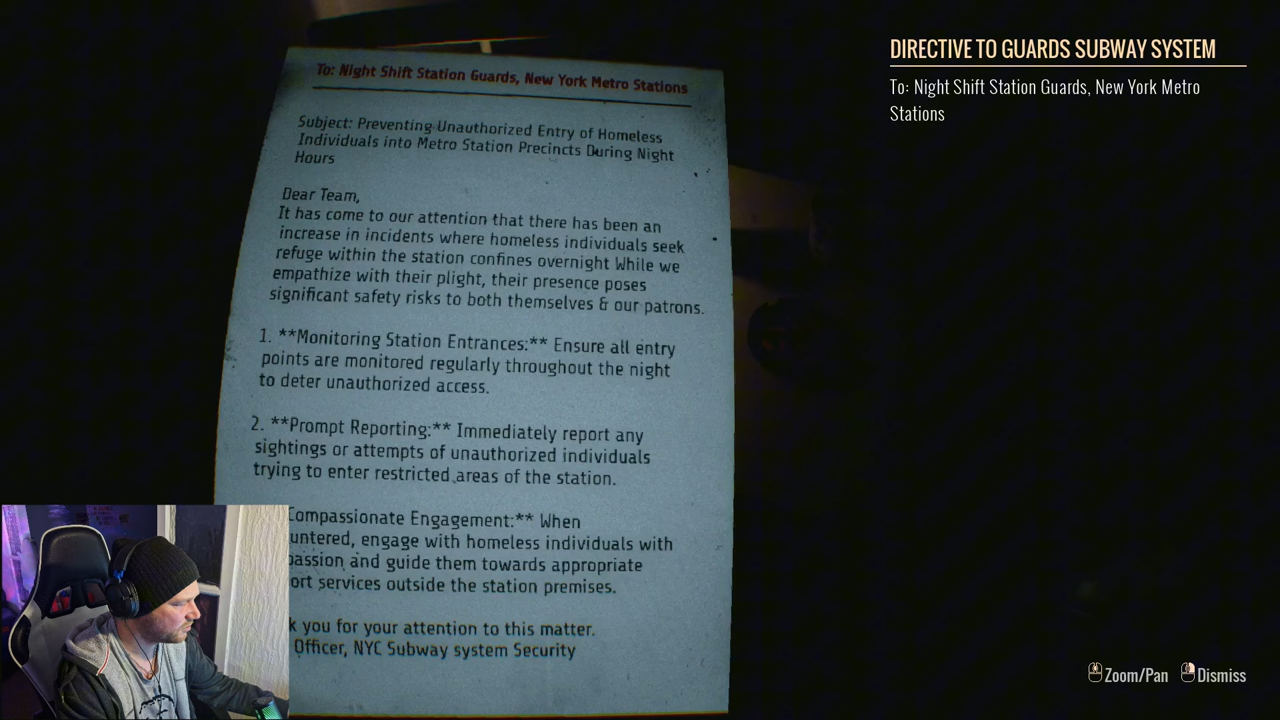 DIRECTIVE TO GUARDS SUBWAY SYSTEM
To: Night Shift Station Guards, New York Metro
Stations
To: Night Shift Station Guards, New York Metro Stations
Subject: Preventing Unauthorized Entry of Homeless
Individuals into Metro Station Precincts During Night
Hours
Dear Team,
It has come to our attention that there has been an
increase in incidents where homeless individuals seek
refuge within the station confines overnight While we
empathize with their plight, their presence poses
significant safety risks to both themselves & our patrons.
1. **Monitoring Station Entrances:** Ensure all entry
points are monitored regularly throughout the night
to deter unauthorized access.
2. **Prompt Reporting:** Immediately report any
sightings or attempts of unauthorized individuals
trying to enter restricted areas of the station.
Compassionate Engagement:** When
untered, engage with homeless individuals with
passion and guide them towards appropriate
ort services outside the station premises.
k you for your attention to this matter.
Officer, NYC Subway system Security
Zoom/Pan Dismiss